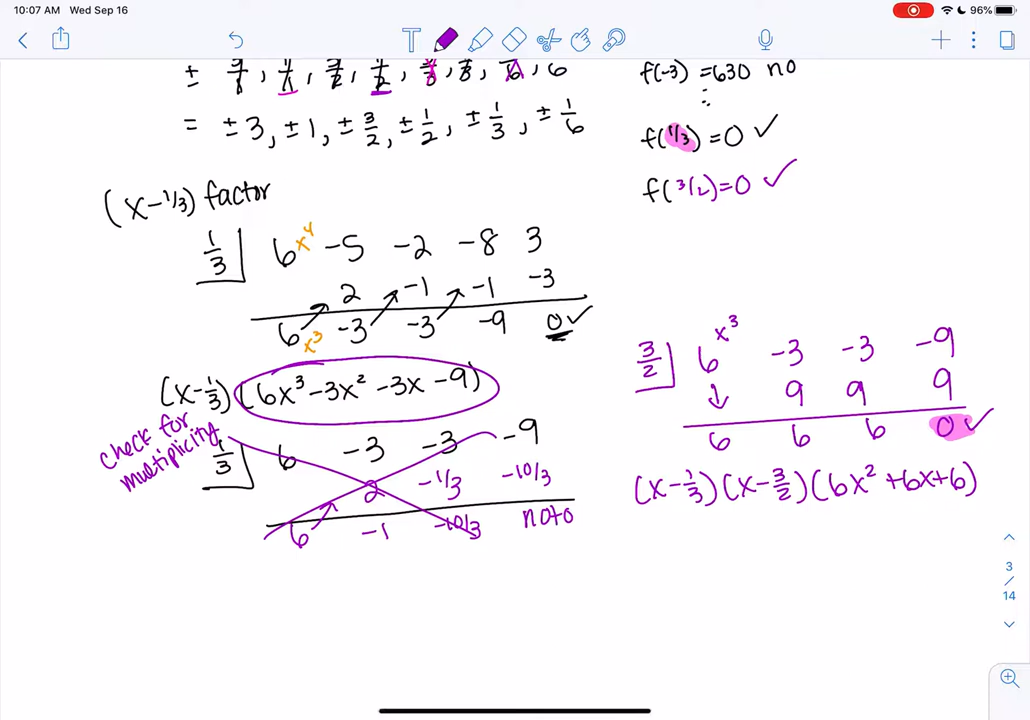 10:07 AM Wed Sep 16
96%
± 3/1, 1/1, 3/2, 1/2, 1/3, 6
= ±3, ±1, ±3/2, ±1/2, ±1/3, ±1/6
f(-3) = 630 no
⋮
f(1/3) = 0 ✓
f(3/2) = 0 ✓
(x-1/3) factor
1/3 | 6x⁴ -5 -2 -8 3
2 -1 -1 -3
6x³ -3 -3 -9 0 ✓
(x-1/3)(6x³ -3x² -3x -9)
check for
multiplicity
1/3 | 6 -3 -3 -9
2 -1/3 -10/3
6 -1 -10/3 not 0
3/2 | 6x³ -3 -3 -9
↓ 9 9 9
6 6 6 0 ✓
(x-1/3)(x-3/2)(6x²+6x+6)
3
/
14